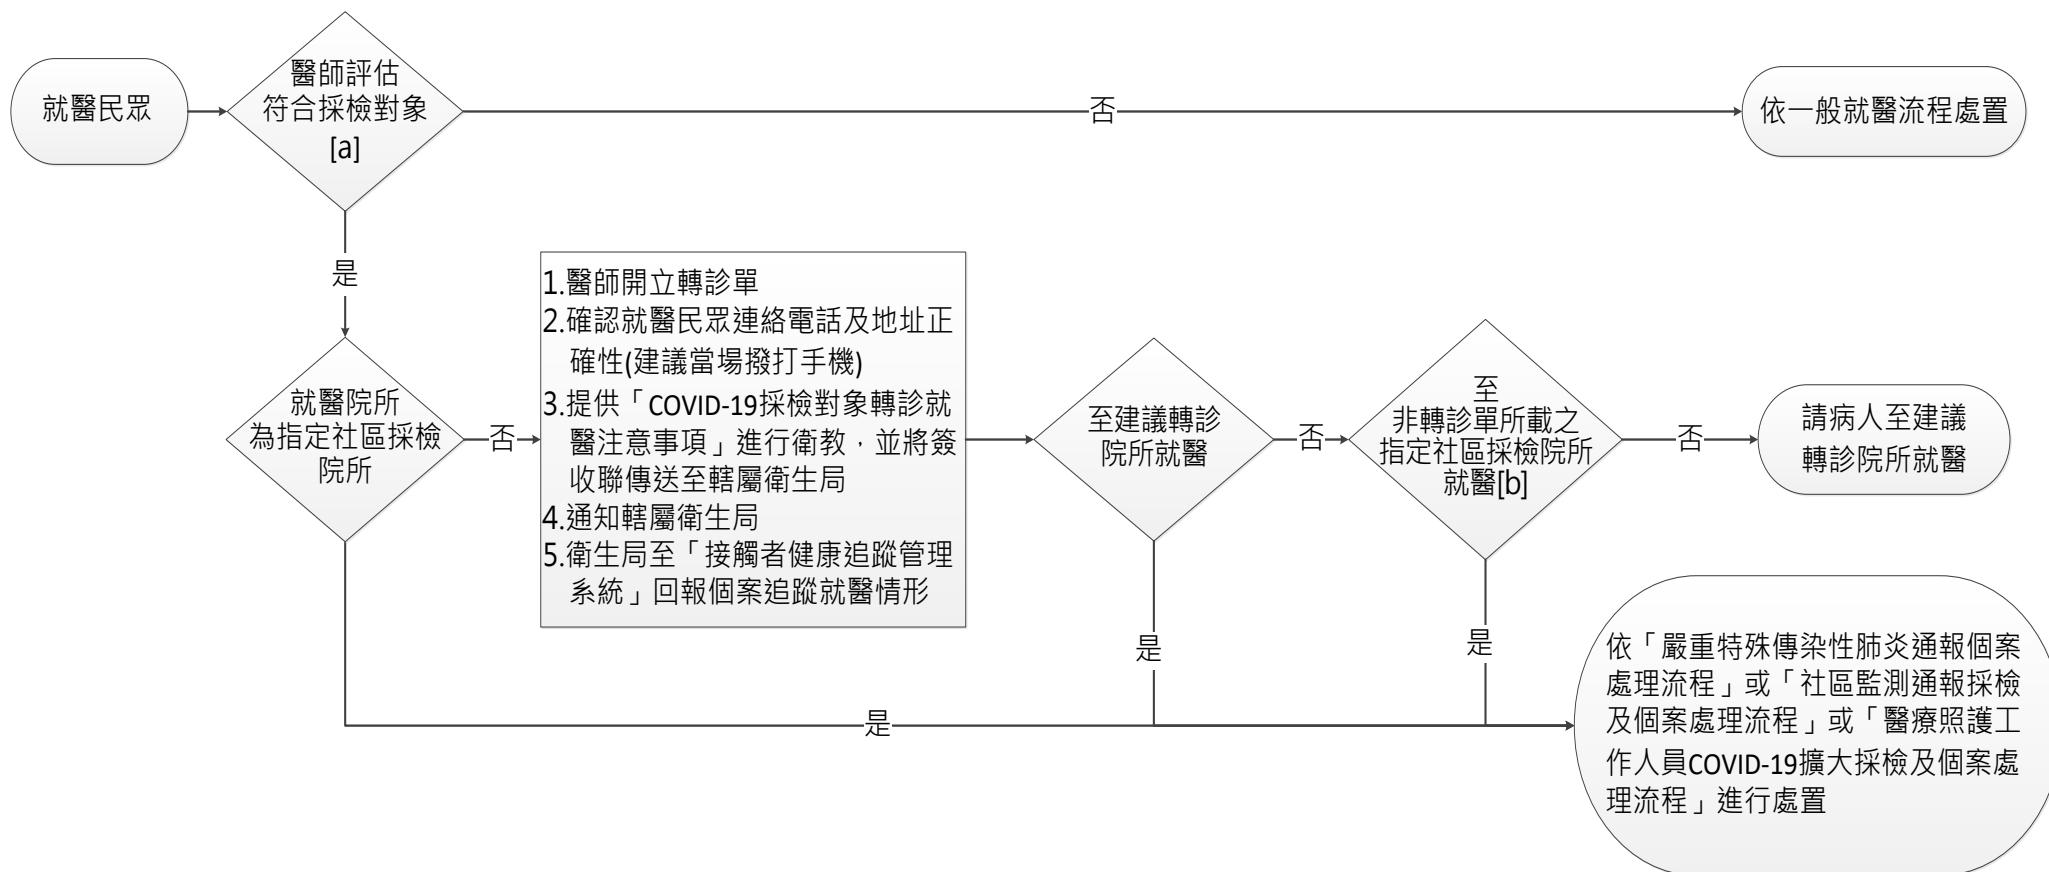 就醫民眾
醫師評估
符合採檢對象
[a]
否
依一般就醫流程處置
是
就醫院所
為指定社區採檢
院所
否
1.醫師開立轉診單
2.確認就醫民眾連絡電話及地址正
確性(建議當場撥打手機)
3.提供「COVID-19採檢對象轉診就
醫注意事項」進行衛教，並將簽
收聯傳送至轄屬衛生局
4.通知轄屬衛生局
5.衛生局至「接觸者健康追蹤管理
系統」回報個案追蹤就醫情形
至建議轉診
院所就醫
否
至
非轉診單所載之
指定社區採檢院所
就醫[b]
否
請病人至建議
轉診院所就醫
是
是
是
依「嚴重特殊傳染性肺炎通報個案
處理流程」或「社區監測通報採檢
及個案處理流程」或「醫療照護工
作人員COVID-19擴大採檢及個案處
理流程」進行處置